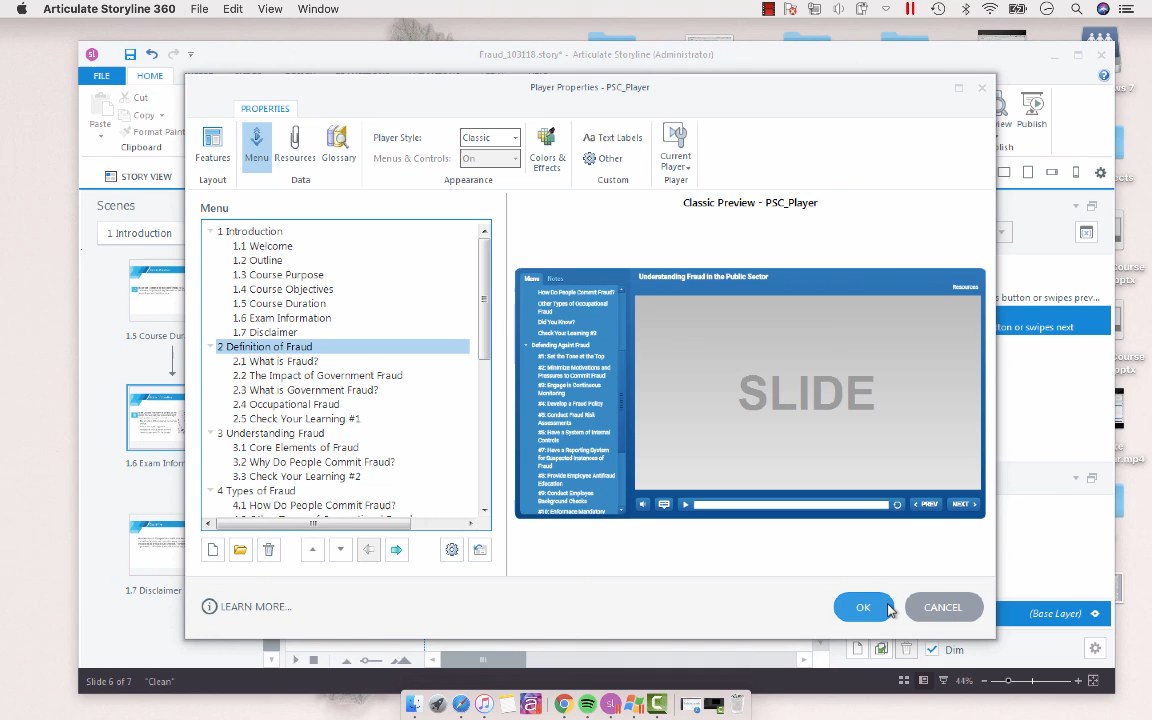 Articulate Storyline 360 File Edit View Window
Fraud_103118.story* - Articulate Storyline (Administrator)
FILE HOME
Cut
Copy
Paste
Format Paint
Clipboard
Publish
STORY VIEW
Scenes
1 Introduction
1.5 Course Dur
1.6 Exam Infor
1.7 Disclaimer
Player Properties - PSC_Player
PROPERTIES
Features
Menu
Resources
Glossary
Layout
Data
Player Style: Classic
Menus & Controls: On
Appearance
Colors & Effects
Text Labels
Other
Custom
Current Player
Player
Menu
1 Introduction
1.1 Welcome
1.2 Outline
1.3 Course Purpose
1.4 Course Objectives
1.5 Course Duration
1.6 Exam Information
1.7 Disclaimer
2 Definition of Fraud
2.1 What is Fraud?
2.2 The Impact of Government Fraud
2.3 What is Government Fraud?
2.4 Occupational Fraud
2.5 Check Your Learning #1
3 Understanding Fraud
3.1 Core Elements of Fraud
3.2 Why Do People Commit Fraud?
3.3 Check Your Learning #2
4 Types of Fraud
4.1 How Do People Commit Fraud?
Classic Preview - PSC_Player
Menu Notes
Understanding Fraud in the Public Sector
Resources
How Do People Commit Fraud?
Other Types of Occupational
Fraud
Did You Know?
Check Your Learning #3
Defending Againt Fraud
#1: Set the Tone at the Top
#2: Minimize Motivations and
Pressures to Commit Fraud
#3: Engage is Continuous
Monitoring
#4: Develop a Fraud Policy
#5: Conduct Fraud Risk
Assessments
#6: Have a System of Internal
Controls
#7: Have a Reporting System
for Suspected Instances of
Fraud
#8: Provide Employee Antifraud
Education
#9: Conduct Employee
Background Checks
#10: Enformace Mandatory
SLIDE
PREV NEXT
LEARN MORE...
OK CANCEL
s button or swipes prev...
tton or swipes next
(Base Layer)
Dim
Slide 6 of 7 "Clean"
44%